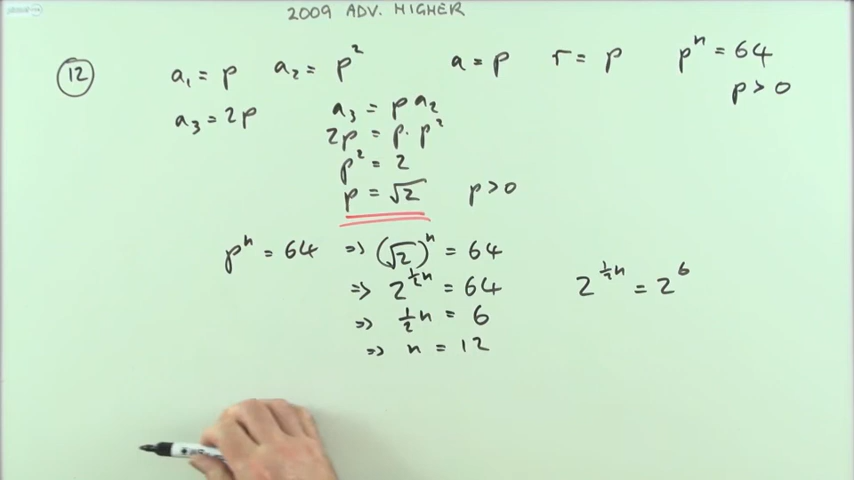 2009 ADV. HIGHER
12 a₁ = p a₂ = p² a = p r = p pⁿ = 64
p > 0
a₃ = 2p a₃ = p a₂
2p = p · p²
p² = 2
p = √2 p > 0
pⁿ = 64 ⇒ (√2)ⁿ = 64
⇒ 2^(½n) = 64 2^(½n) = 2⁶
⇒ ½n = 6
⇒ n = 12